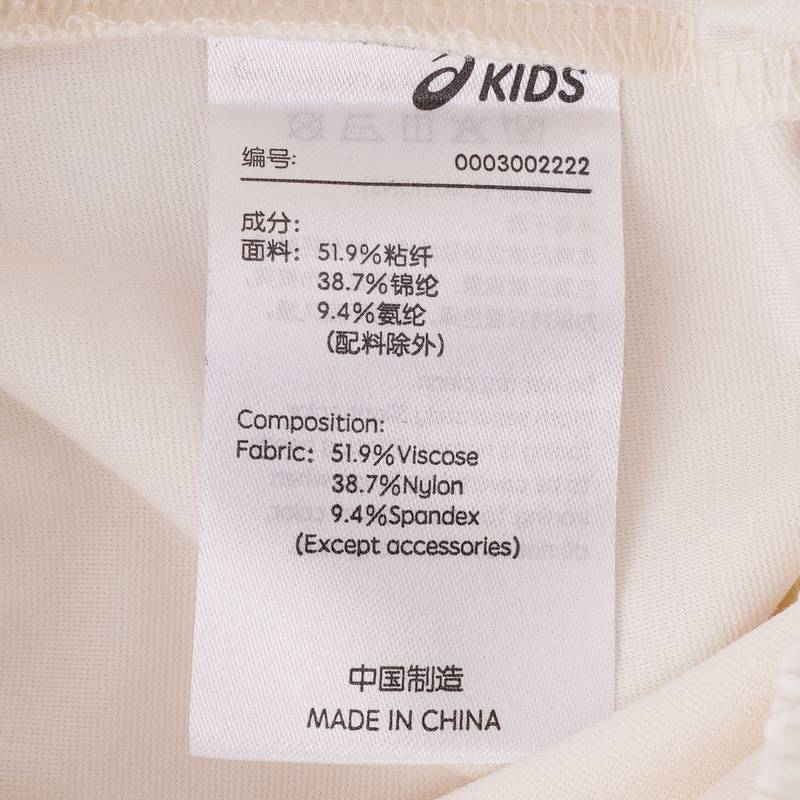 KIDS
编号: 0003002222
成分:
面料: 51.9%粘纤
38.7%锦纶
9.4%氨纶
(配料除外)
Composition:
Fabric: 51.9%Viscose
38.7%Nylon
9.4%Spandex
(Except accessories)
中国制造
MADE IN CHINA